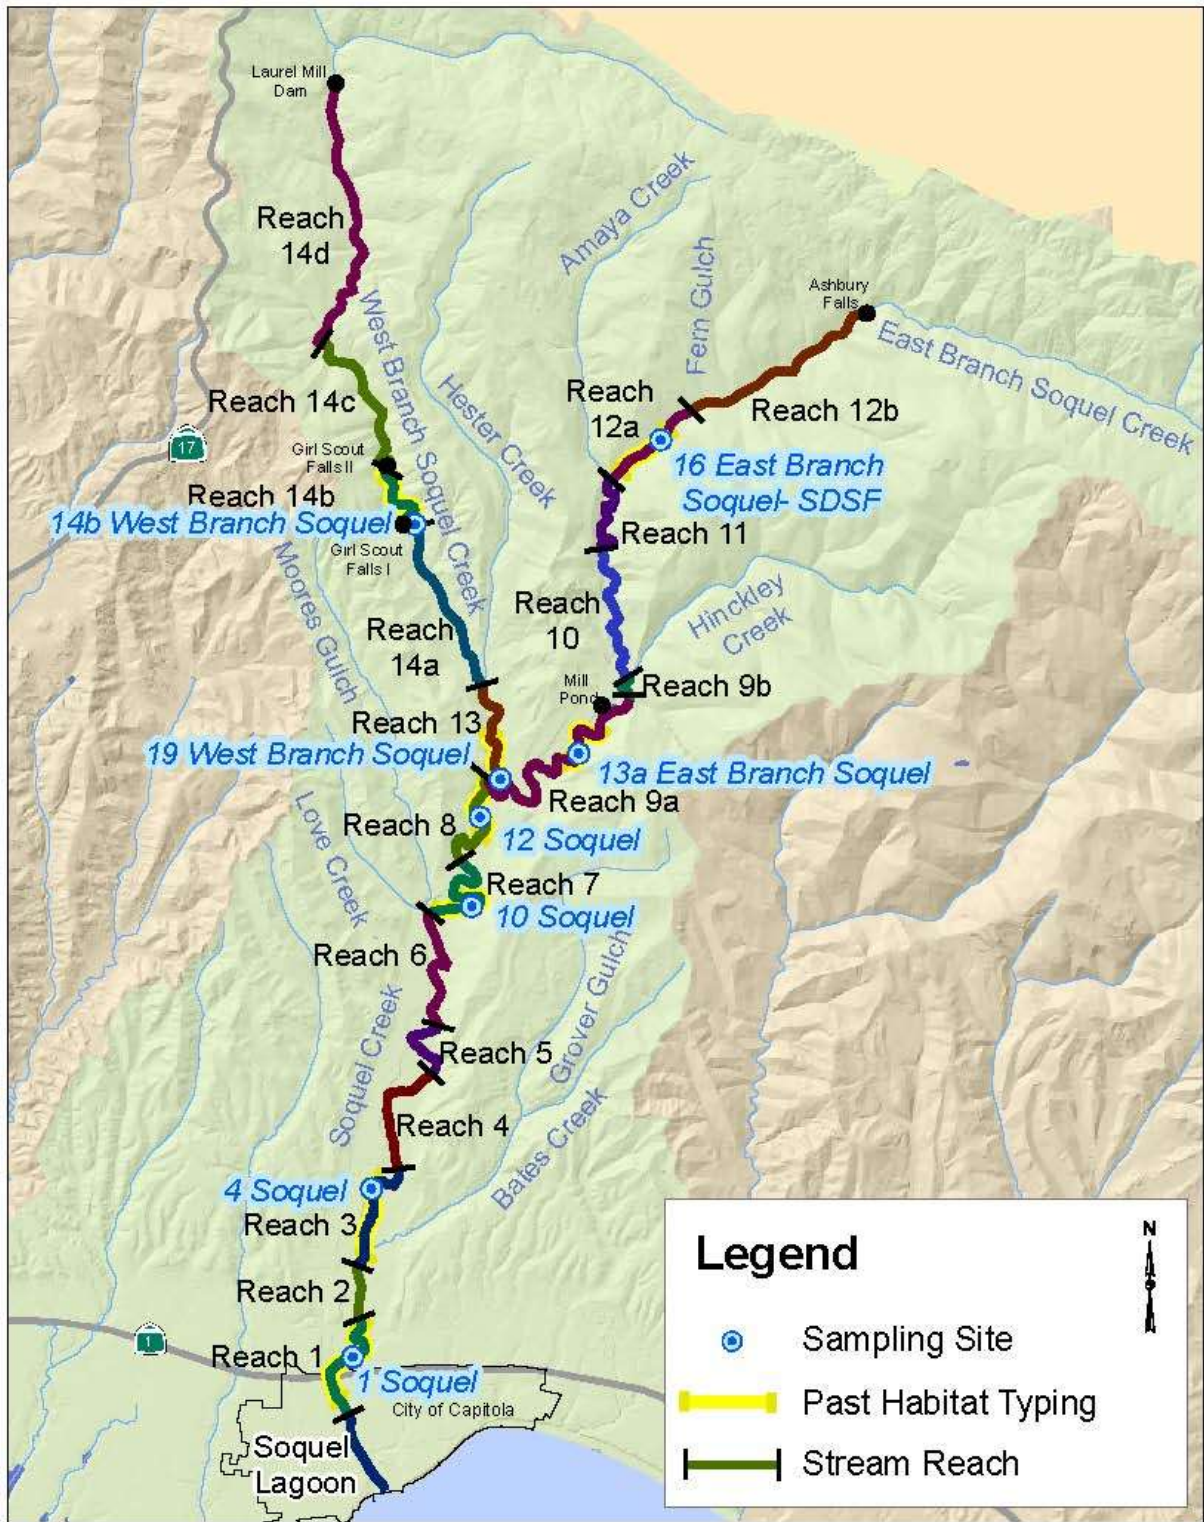 Laurel Mill
Dam
Reach
14d
Amaya Creek
Fern Gulch
Ashbury
Falls
East Branch Soquel Creek
West Branch Soquel Creek
Hester Creek
Reach
12a
Reach 12b
Reach 14c
17
Girl Scout
Falls II
16 East Branch
Soquel- SDSF
Reach 14b
14b West Branch Soquel
Girl Scout
Falls I
Reach 11
Moores Gulch
Reach
10
Hinckley
Creek
Reach
14a
Mill
Pond
Reach 9b
Reach 13
19 West Branch Soquel
13a East Branch Soquel
Reach 9a
Love Creek
Reach 8
12 Soquel
Reach 7
10 Soquel
Reach 6
Grover Gulch
Soquel Creek
Reach 5
Reach 4
Bates Creek
4 Soquel
Reach 3
Reach 2
1
Reach 1
1 Soquel
City of Capitola
Soquel
Lagoon
Legend
N
Sampling Site
Past Habitat Typing
Stream Reach